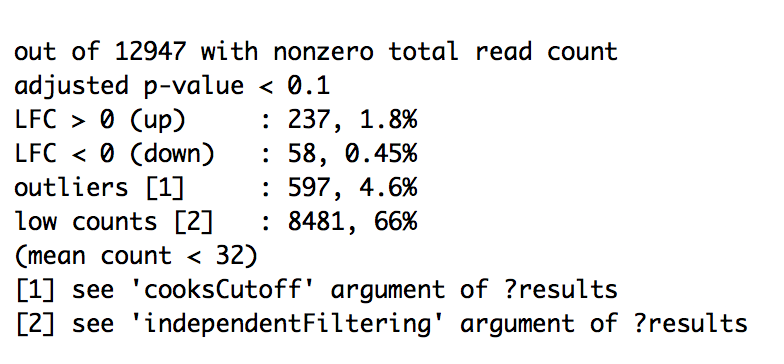 out of 12947 with nonzero total read count
adjusted p-value < 0.1
LFC > 0 (up)     : 237, 1.8%
LFC < 0 (down)   : 58, 0.45%
outliers [1]     : 597, 4.6%
low counts [2]   : 8481, 66%
(mean count < 32)
[1] see 'cooksCutoff' argument of ?results
[2] see 'independentFiltering' argument of ?results